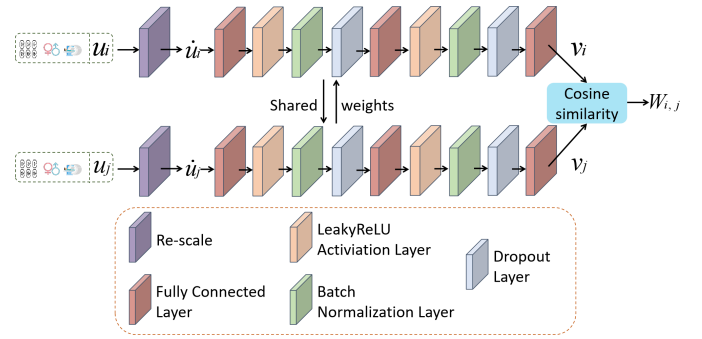 u_i
u̇_i
v_i
Shared
weights
Cosine
similarity
W_{i, j}
u_j
u̇_j
v_j
Re-scale
LeakyReLU
Activiation Layer
Dropout
Layer
Fully Connected
Layer
Batch
Normalization Layer